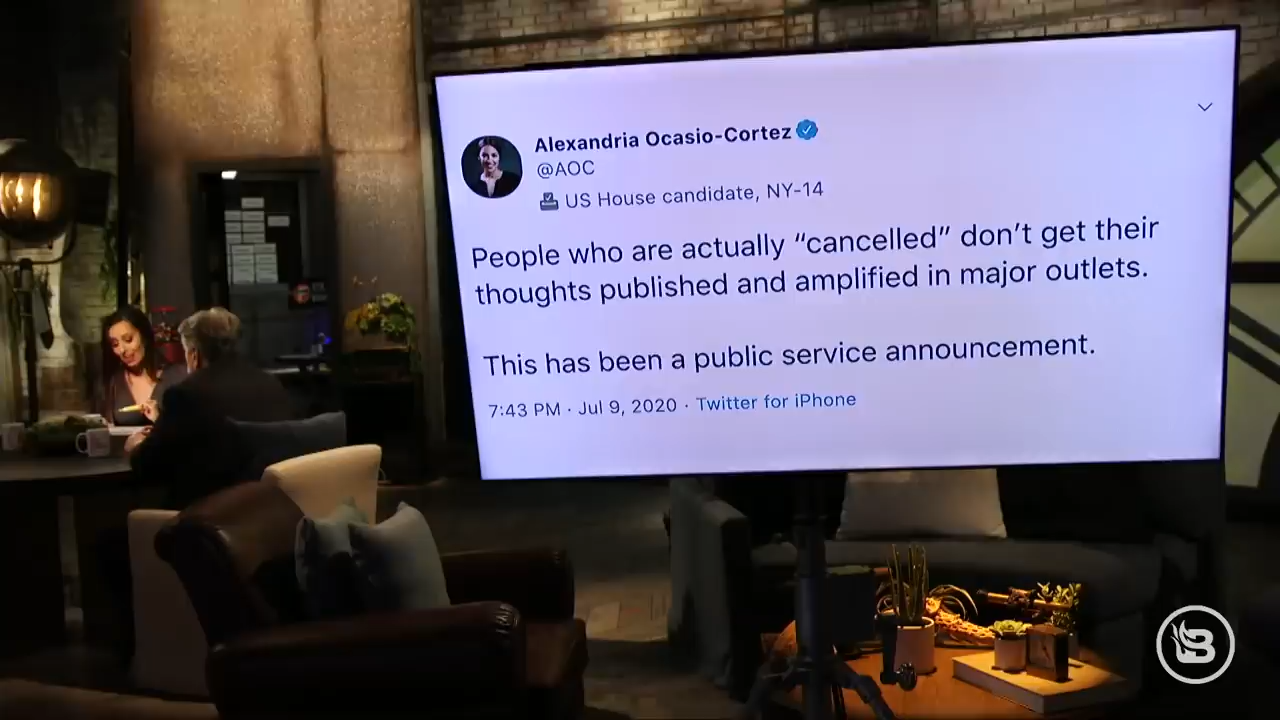 Alexandria Ocasio-Cortez
@AOC
US House candidate, NY-14
People who are actually “cancelled” don’t get their
thoughts published and amplified in major outlets.
This has been a public service announcement.
7:43 PM · Jul 9, 2020 · Twitter for iPhone
B